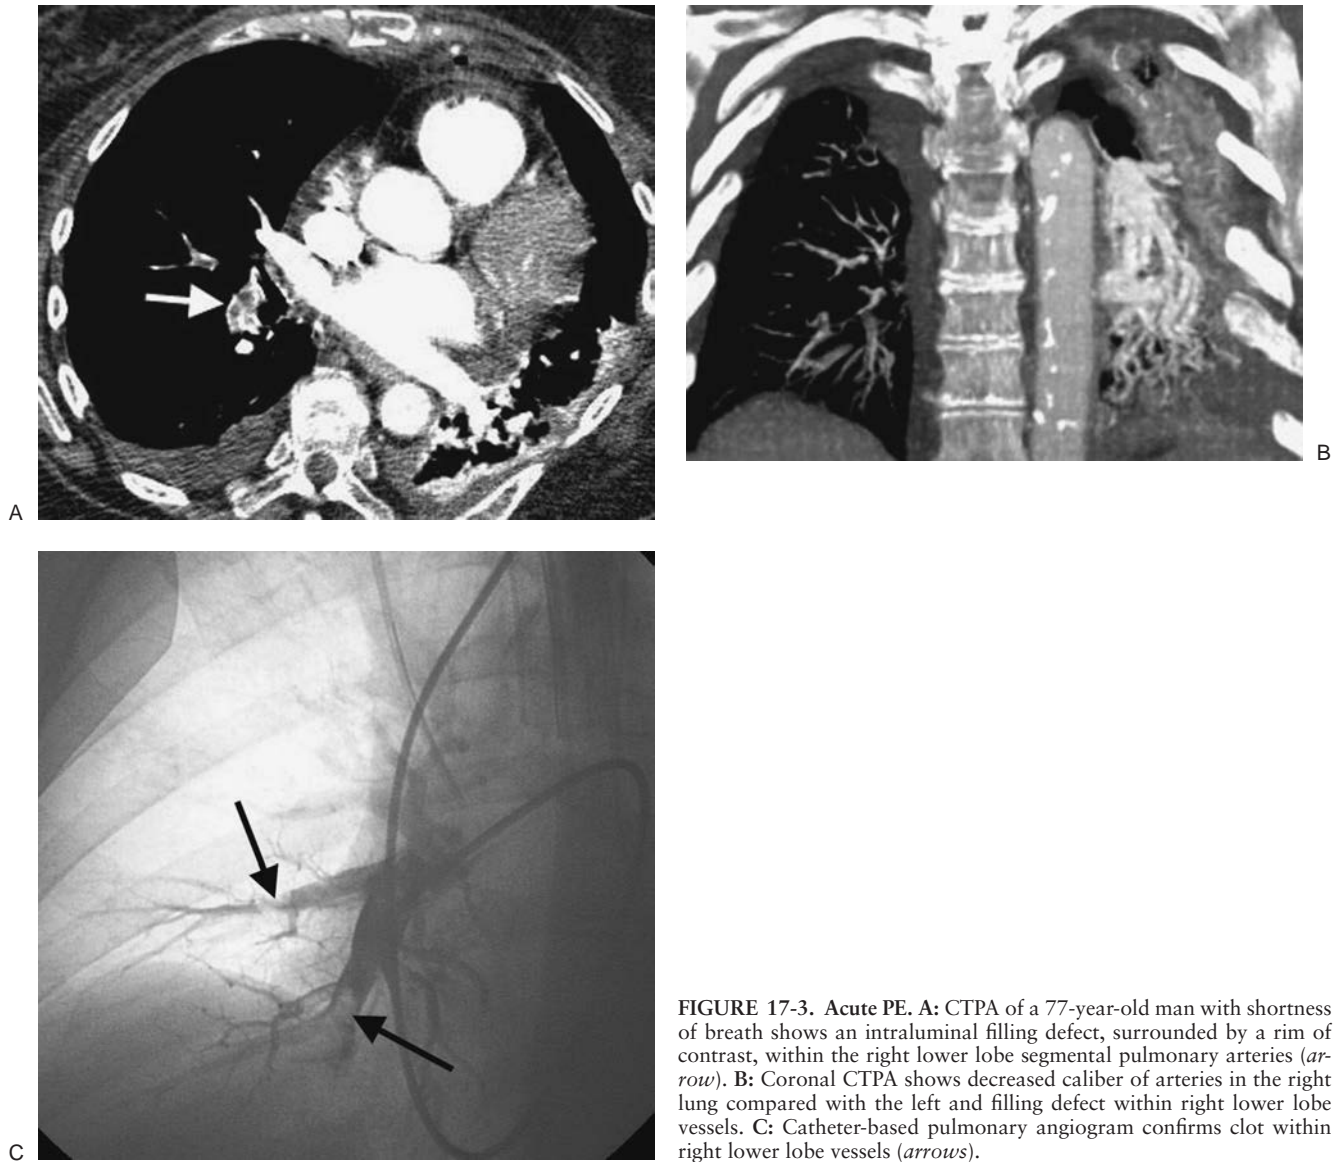 A
B
C
FIGURE 17-3. Acute PE. A: CTPA of a 77-year-old man with shortness
of breath shows an intraluminal filling defect, surrounded by a rim of
contrast, within the right lower lobe segmental pulmonary arteries (ar-
row). B: Coronal CTPA shows decreased caliber of arteries in the right
lung compared with the left and filling defect within right lower lobe
vessels. C: Catheter-based pulmonary angiogram confirms clot within
right lower lobe vessels (arrows).